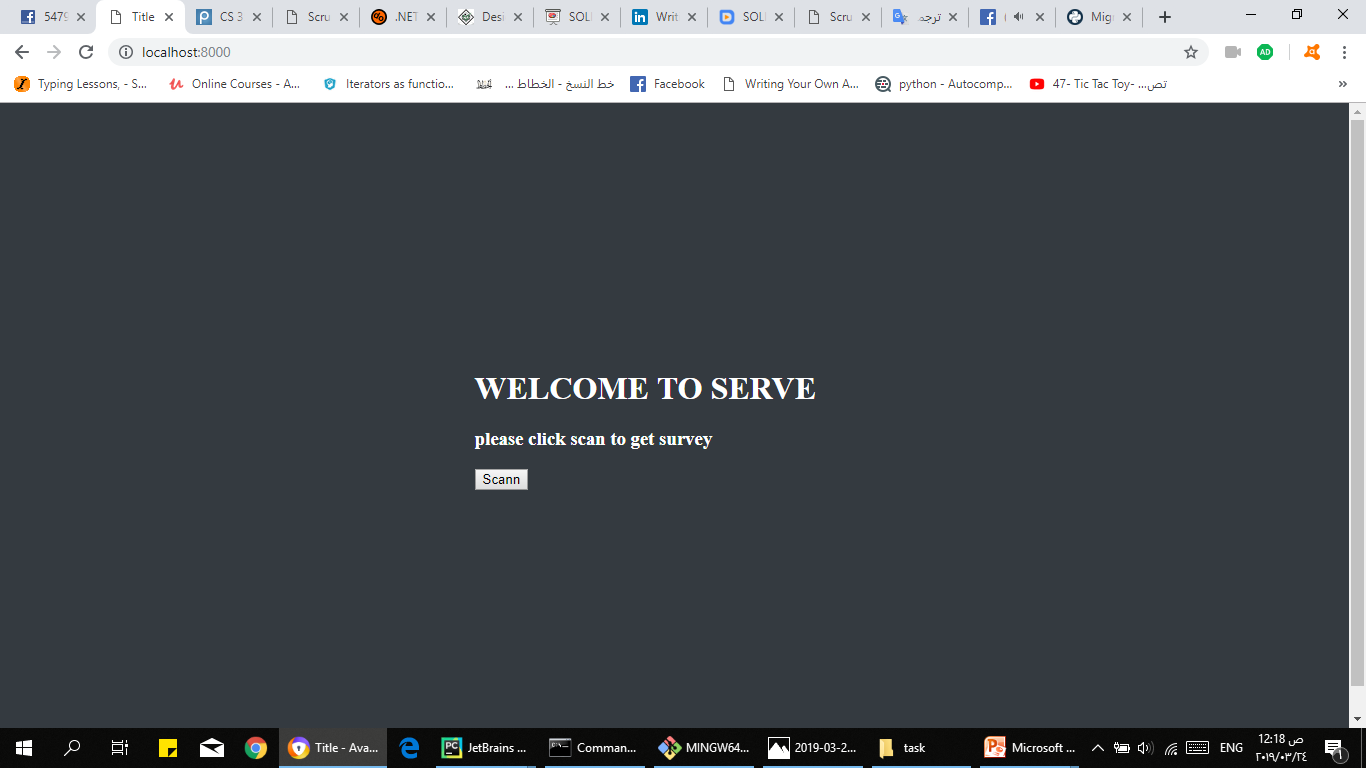 5479
Title
CS 3
Scru
.NET
Desi
SOLI
Writ
SOLI
Scru
ترجمة
Mig
localhost:8000
AD
Typing Lessons, - S...
Online Courses - A...
Iterators as functio...
خط النسخ - الخطاط ...
Facebook
Writing Your Own A...
python - Autocomp...
47- Tic Tac Toy- ...تص
WELCOME TO SERVE
please click scan to get survey
Scann
Title - Ava...
JetBrains ...
Comman...
MINGW64...
2019-03-2...
task
Microsoft ...
ENG
12:18 ص
٢٠١٩/٠٣/٢٤
1